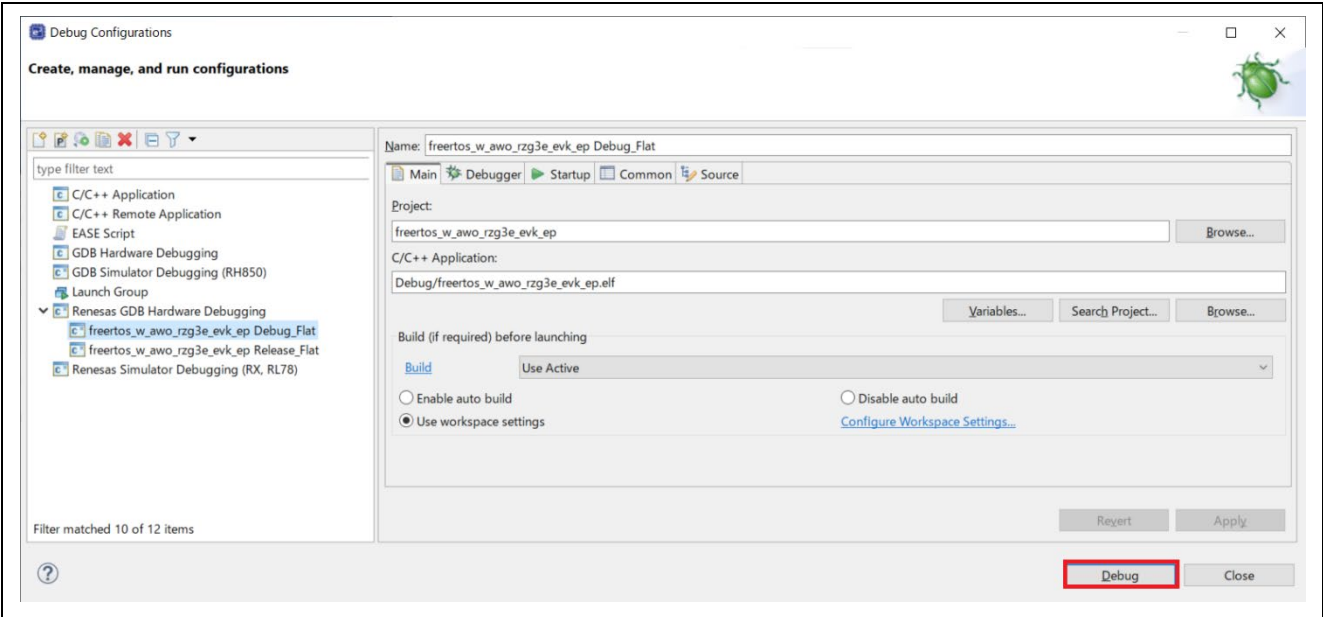 Debug Configurations
Create, manage, and run configurations
type filter text
C/C++ Application
C/C++ Remote Application
EASE Script
GDB Hardware Debugging
GDB Simulator Debugging (RH850)
Launch Group
Renesas GDB Hardware Debugging
freertos_w_awo_rzg3e_evk_ep Debug_Flat
freertos_w_awo_rzg3e_evk_ep Release_Flat
Renesas Simulator Debugging (RX, RL78)
Filter matched 10 of 12 items
Name: freertos_w_awo_rzg3e_evk_ep Debug_Flat
Main Debugger Startup Common Source
Project:
freertos_w_awo_rzg3e_evk_ep Browse...
C/C++ Application:
Debug/freertos_w_awo_rzg3e_evk_ep.elf
Variables... Search Project... Browse...
Build (if required) before launching
Build Use Active
Enable auto build Disable auto build
Use workspace settings Configure Workspace Settings...
Revert Apply
Debug Close